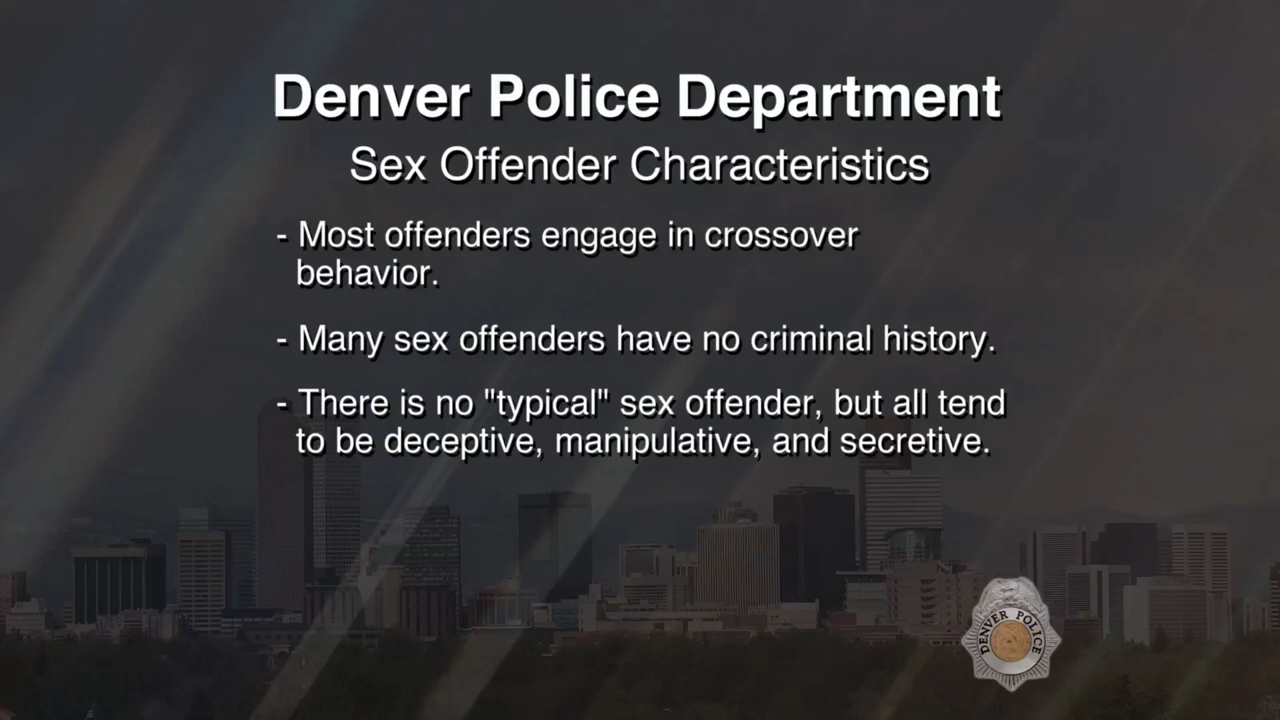 Denver Police Department
Sex Offender Characteristics
- Most offenders engage in crossover
behavior.
- Many sex offenders have no criminal history.
- There is no "typical" sex offender, but all tend
to be deceptive, manipulative, and secretive.
DENVER POLICE